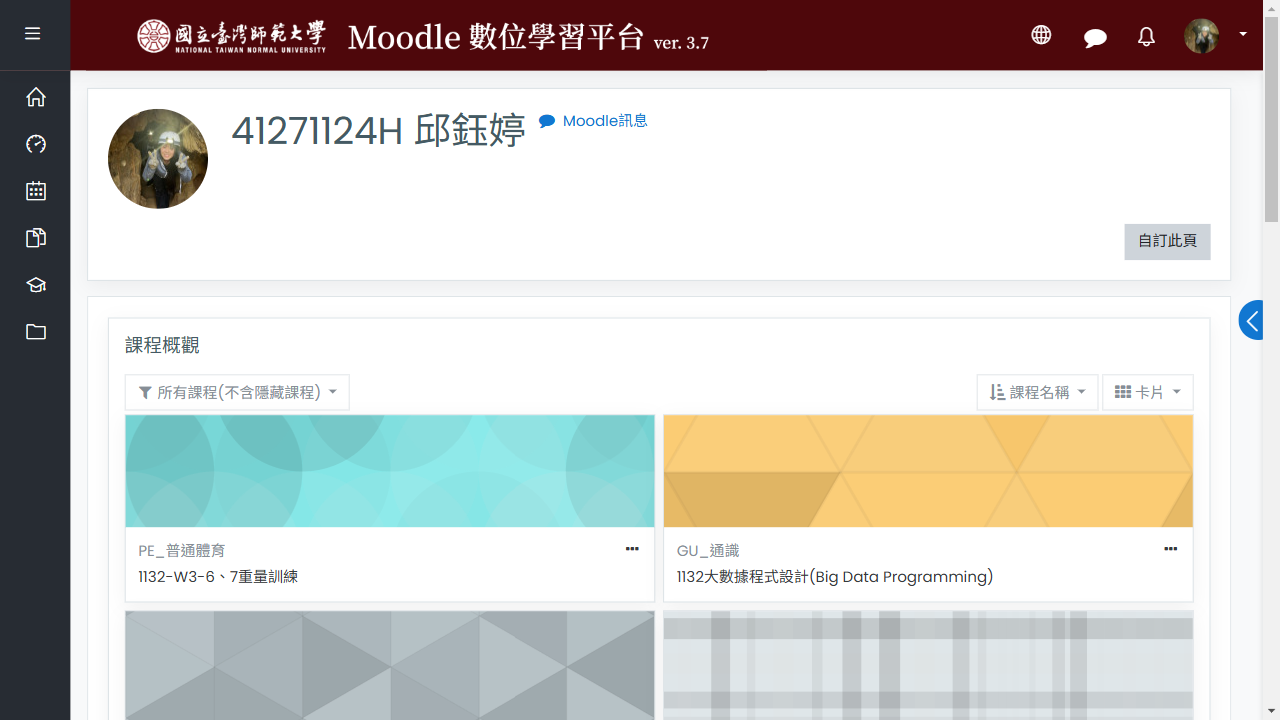 國立臺灣師範大學
NATIONAL TAIWAN NORMAL UNIVERSITY
Moodle 數位學習平台 ver. 3.7
41271124H 邱鈺婷
Moodle訊息
自訂此頁
課程概觀
所有課程(不含隱藏課程)
課程名稱
卡片
PE_普通體育
1132-W3-6、7重量訓練
GU_通識
1132大數據程式設計(Big Data Programming)